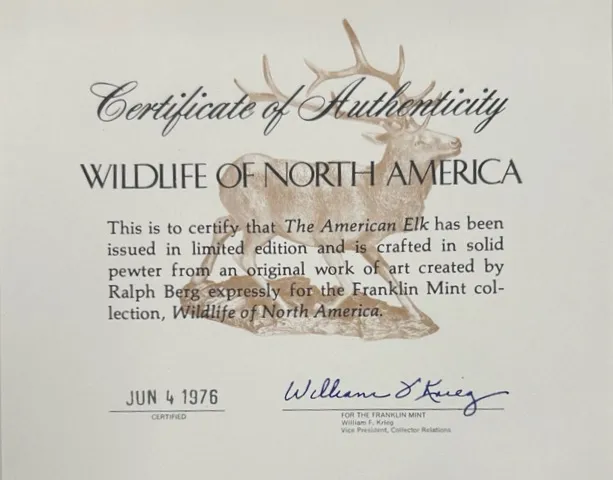 Certificate of Authenticity
WILDLIFE OF NORTH AMERICA
This is to certify that The American Elk has been
issued in limited edition and is crafted in solid
pewter from an original work of art created by
Ralph Berg expressly for the Franklin Mint col-
lection, Wildlife of North America.
JUN 4 1976
CERTIFIED
William F Krieg
FOR THE FRANKLIN MINT
William F. Krieg
Vice President, Collector Relations